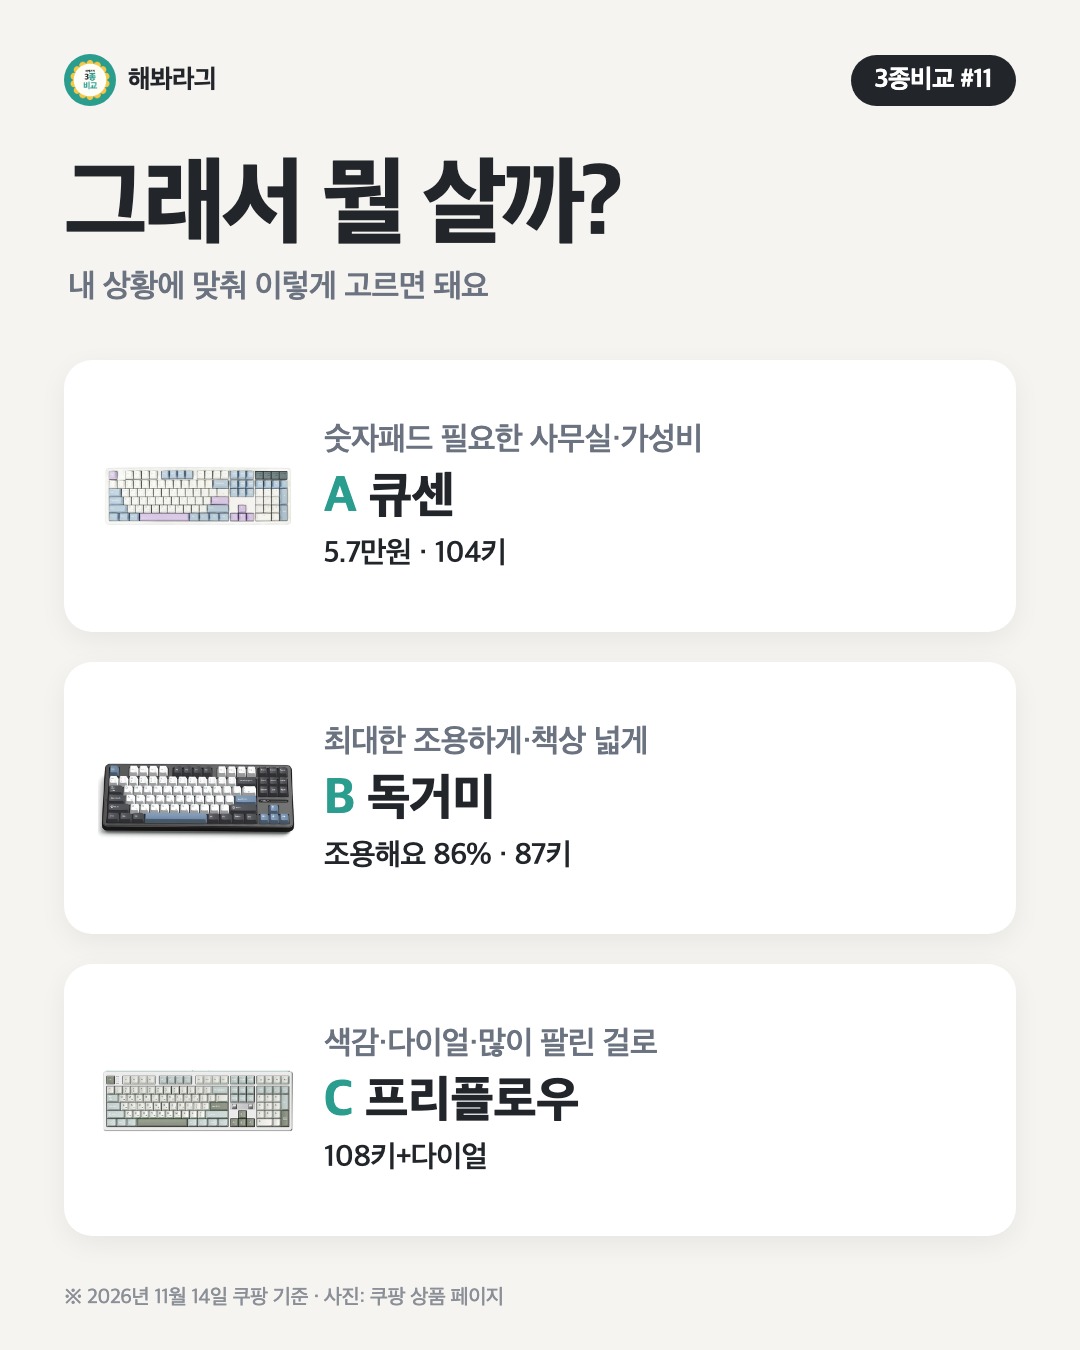 3종
비교
해봐라긔
3종비교 #11
그래서 뭘 살까?
내 상황에 맞춰 이렇게 고르면 돼요
숫자패드 필요한 사무실·가성비
A 큐센
5.7만원 · 104키
최대한 조용하게·책상 넓게
B 독거미
조용해요 86% · 87키
색감·다이얼·많이 팔린 걸로
C 프리플로우
108키+다이얼
※ 2026년 11월 14일 쿠팡 기준 · 사진: 쿠팡 상품 페이지